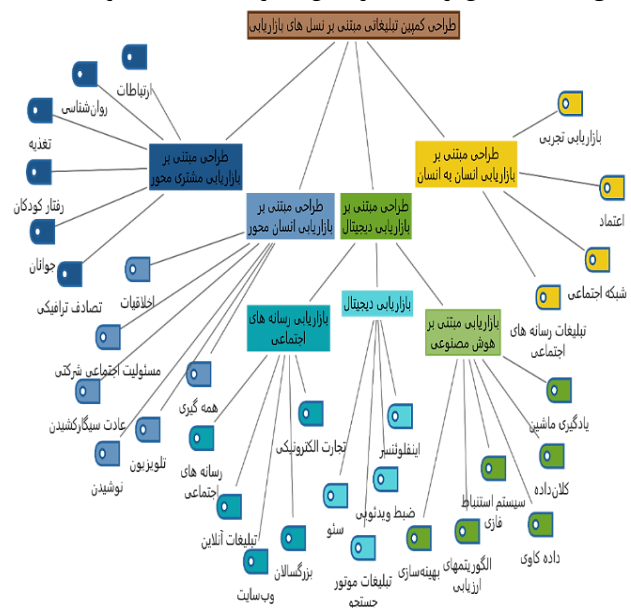 طراحی کمپین تبلیغاتی مبتنی بر نسل های بازاریابی
طراحی مبتنی بر
بازاریابی انسان به انسان
بازاریابی تجربی
اعتماد
شبکه اجتماعی
تبلیغات رسانه های
اجتماعی
طراحی مبتنی بر
بازاریابی دیجیتال
بازاریابی مبتنی بر
هوش مصنوعی
یادگیری ماشین
کلان‌داده
داده کاوی
سیستم استنباط
فازی
الگوریتمهای
ارزیابی
بهینه‌سازی
بازاریابی دیجیتال
اینفلوئنسر
ضبط ویدئویی
تبلیغات موتور
جستجو
سئو
بازاریابی رسانه های
اجتماعی
تجارت الکترونیکی
بزرگسالان
وب‌سایت
تبلیغات آنلاین
رسانه های
اجتماعی
طراحی مبتنی بر
بازاریابی انسان محور
همه گیری
تلویزیون
نوشیدن
عادت سیگارکشیدن
مسئولیت اجتماعی شرکتی
اخلاقیات
طراحی مبتنی بر
بازاریابی مشتری محور
ارتباطات
روان‌شناسی
تغذیه
رفتار کودکان
جوانان
تصادف ترافیکی